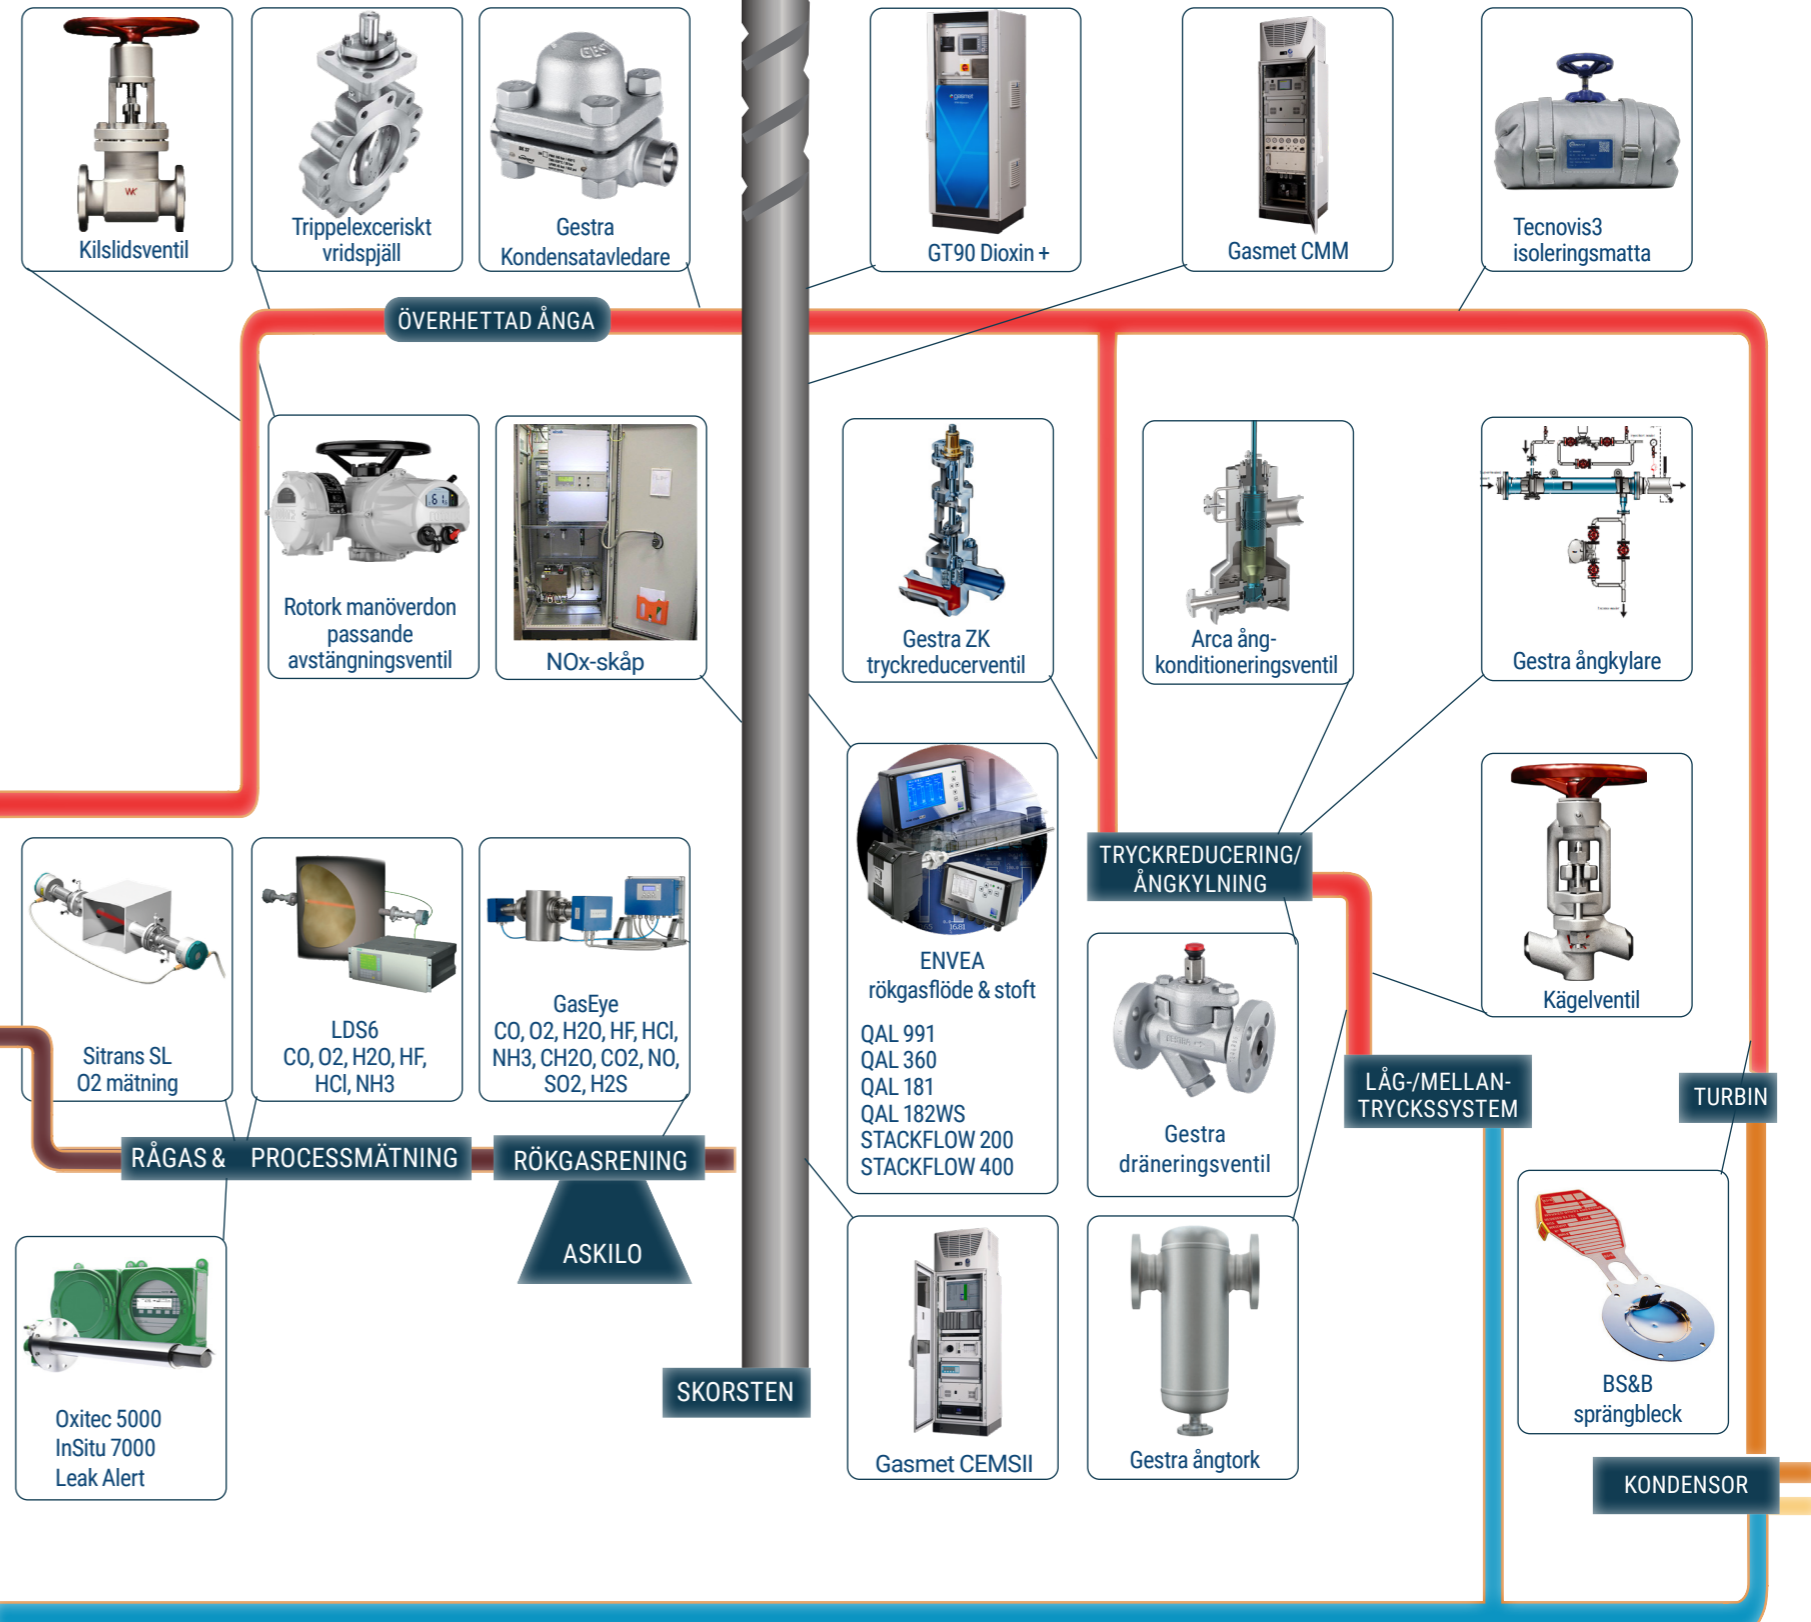 Kilslidsventil
Trippelexceriskt
vridspjäll
Gestra
Kondensatavledare
gasmet
GT90 Dioxin +
Gasmet CMM
Tecnovis3
isoleringsmatta
ÖVERHETTAD ÅNGA
Rotork manöverdon
passande
avstängningsventil
NOx-skåp
Gestra ZK
tryckreducerventil
Arca ång-
konditioneringsventil
Gestra ångkylare
Sitrans SL
O2 mätning
LDS6
CO, O2, H2O, HF,
HCl, NH3
GasEye
CO, O2, H2O, HF, HCl,
NH3, CH2O, CO2, NO,
SO2, H2S
ENVEA
rökgasflöde & stoft
QAL 991
QAL 360
QAL 181
QAL 182WS
STACKFLOW 200
STACKFLOW 400
TRYCKREDUCERING/
ÅNGKYLNING
Kägelventil
Gestra
dräneringsventil
LÅG-/MELLAN-
TRYCKSSYSTEM
TURBIN
RÅGAS & PROCESSMÄTNING
RÖKGASRENING
ASKILO
Oxitec 5000
InSitu 7000
Leak Alert
SKORSTEN
Gasmet CEMSII
Gestra ångtork
BS&B
sprängbleck
KONDENSOR